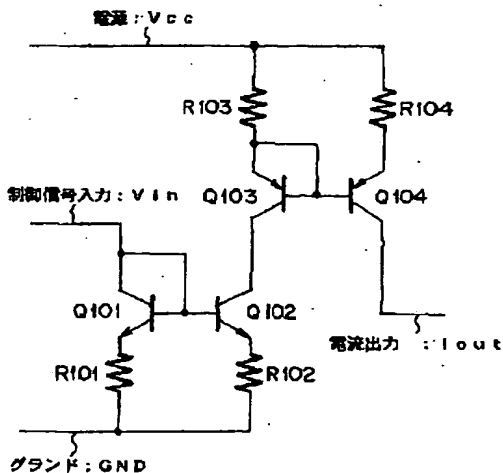 電源：Vcc
R103
R104
制御信号入力：Vin
Q103
Q104
Q101
Q102
電流出力 ：Iout
R101
R102
グランド：GND